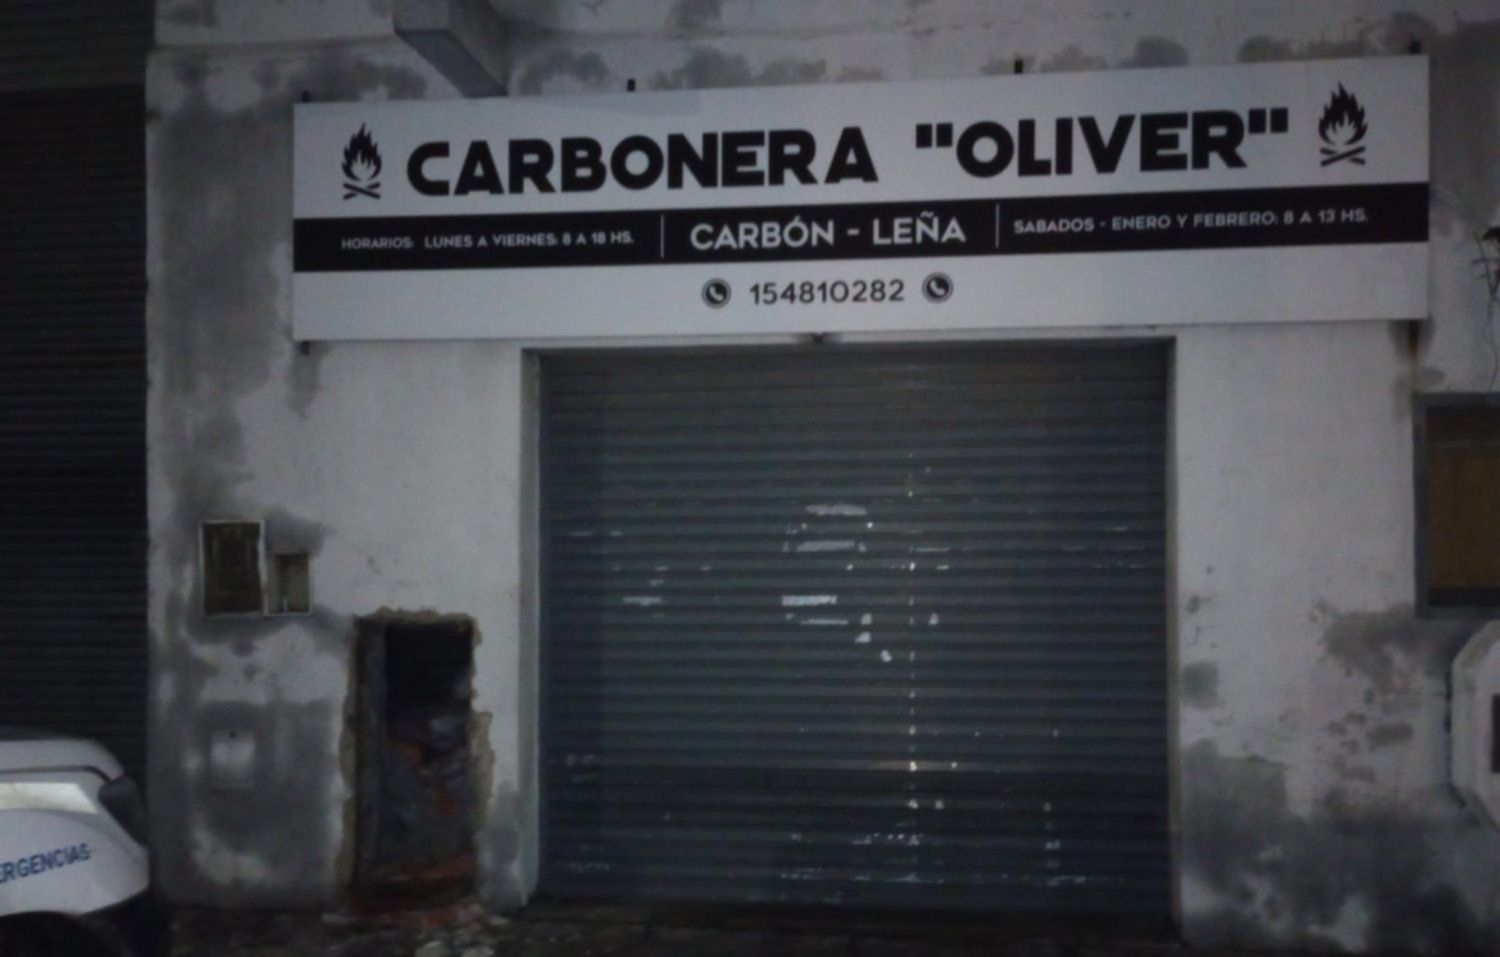 CARBONERA "OLIVER"
HORARIOS: LUNES A VIERNES: 8 A 18 HS.
CARBÓN - LEÑA
SABADOS - ENERO Y FEBRERO: 8 A 13 HS.
154810282
ERGENCIAS